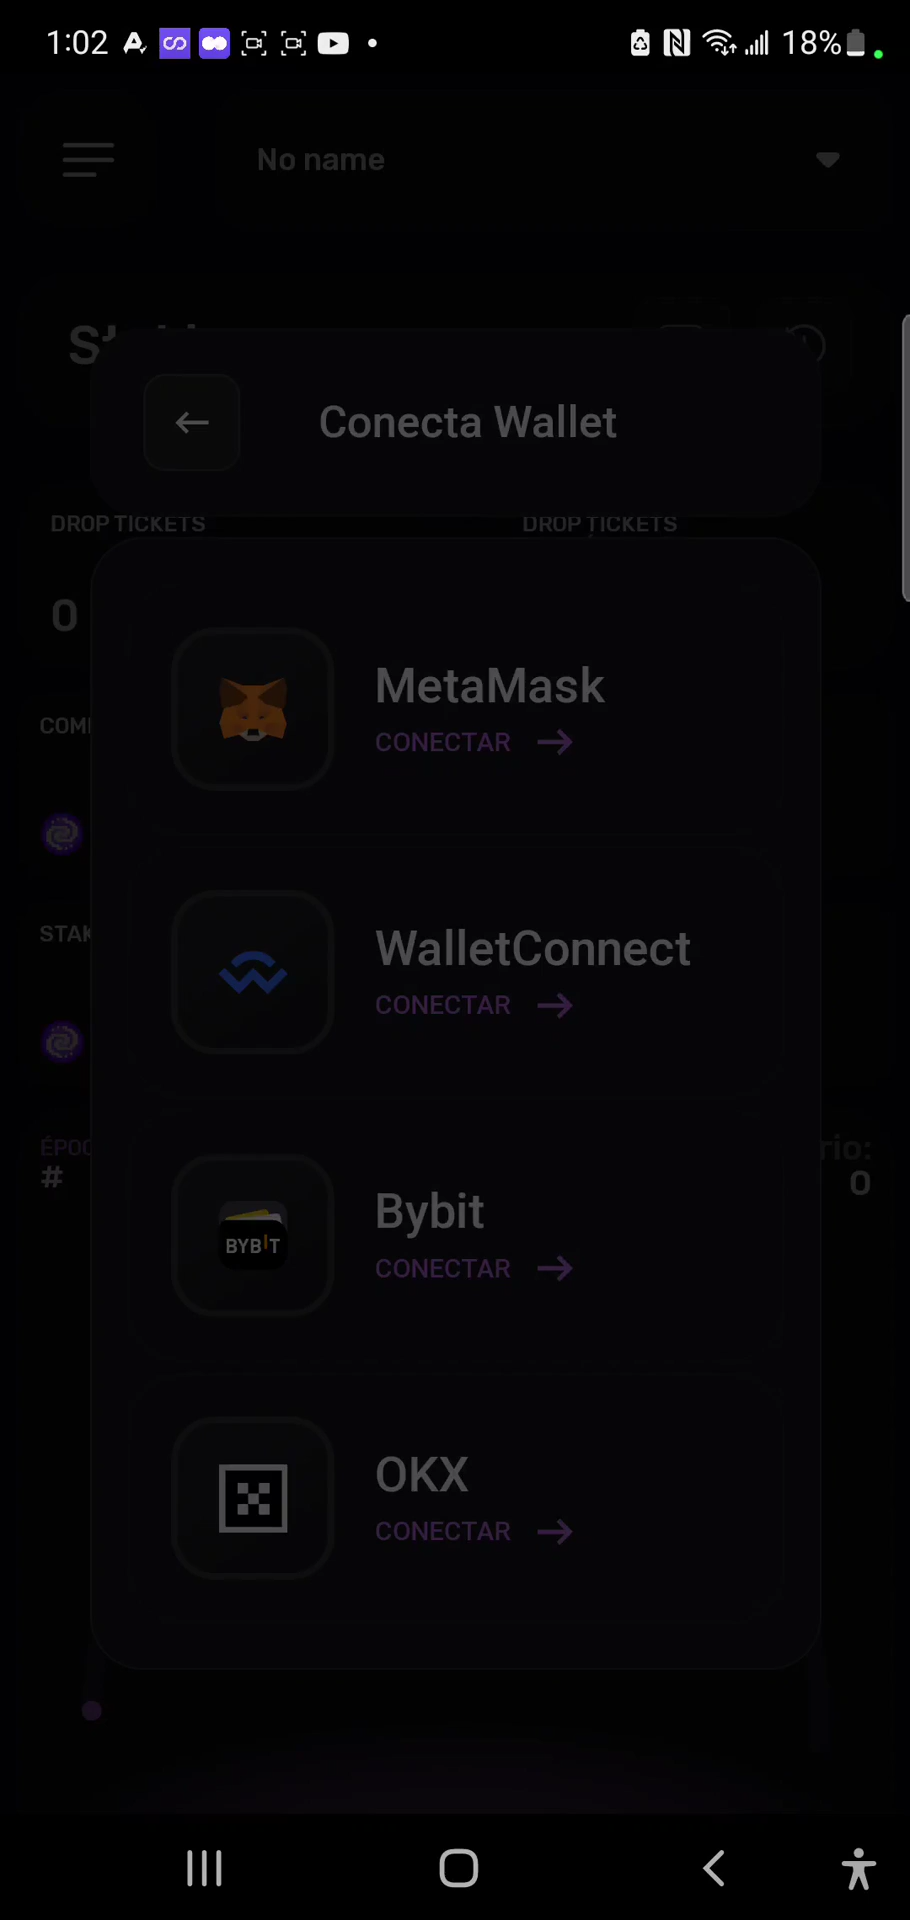 1:02
18%
No name
Conecta Wallet
DROP TICKETS
DROP TICKETS
0
MetaMask
CONECTAR
WalletConnect
CONECTAR
#
0
Bybit
BYBIT
CONECTAR
OKX
CONECTAR